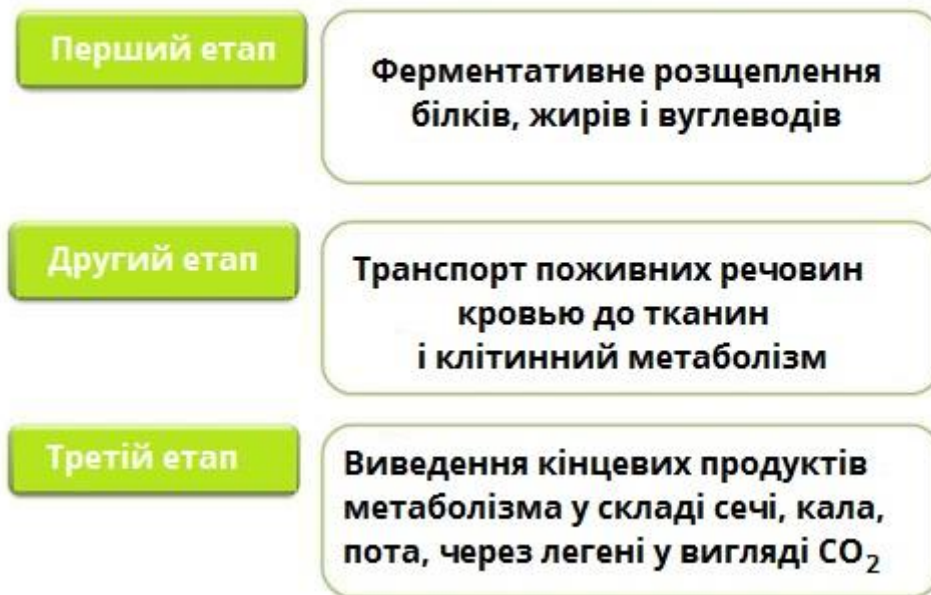 Перший етап
Ферментативне розщеплення
білків, жирів і вуглеводів
Другий етап
Транспорт поживних речовин
кровью до тканин
і клітинний метаболізм
Третій етап
Виведення кінцевих продуктів
метаболізма у складі сечі, кала,
пота, через легені у вигляді CO₂